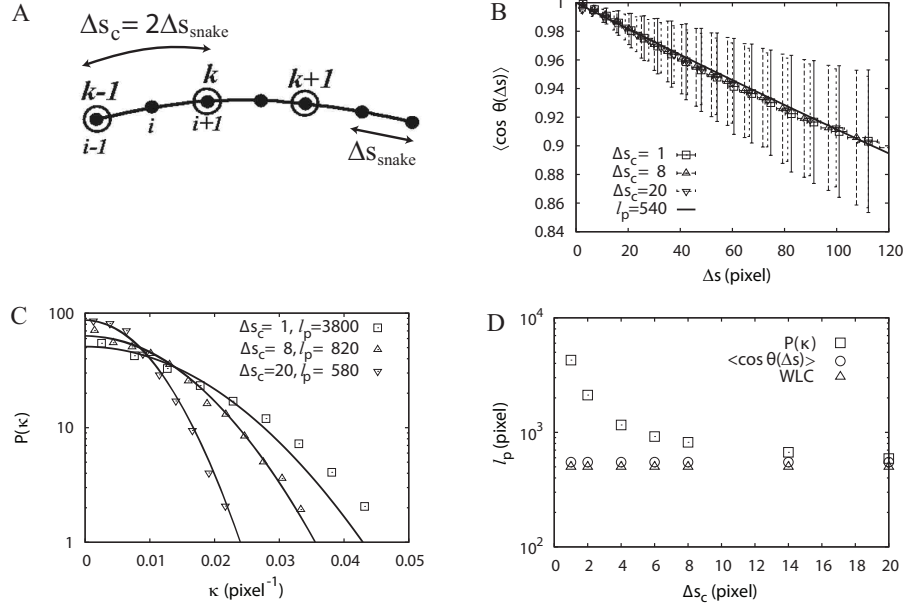 A
Δs_c = 2Δs_snake
k-1
k
k+1
i-1
i
i+1
Δs_snake
B
1
0.98
0.96
0.94
0.92
0.9
0.88
0.86
0.84
⟨cos θ(Δs)⟩
Δs_c= 1
Δs_c= 8
Δs_c=20
l_p=540
0 20 40 60 80 100 120
Δs (pixel)
C
100
10
1
P(κ)
Δs_c= 1, l_p=3800
Δs_c= 8, l_p= 820
Δs_c=20, l_p= 580
0 0.01 0.02 0.03 0.04 0.05
κ (pixel⁻¹)
D
10⁴
10³
10²
l_p (pixel)
P(κ)
<cos θ(Δs)>
WLC
0 2 4 6 8 10 12 14 16 18 20
Δs_c(pixel)